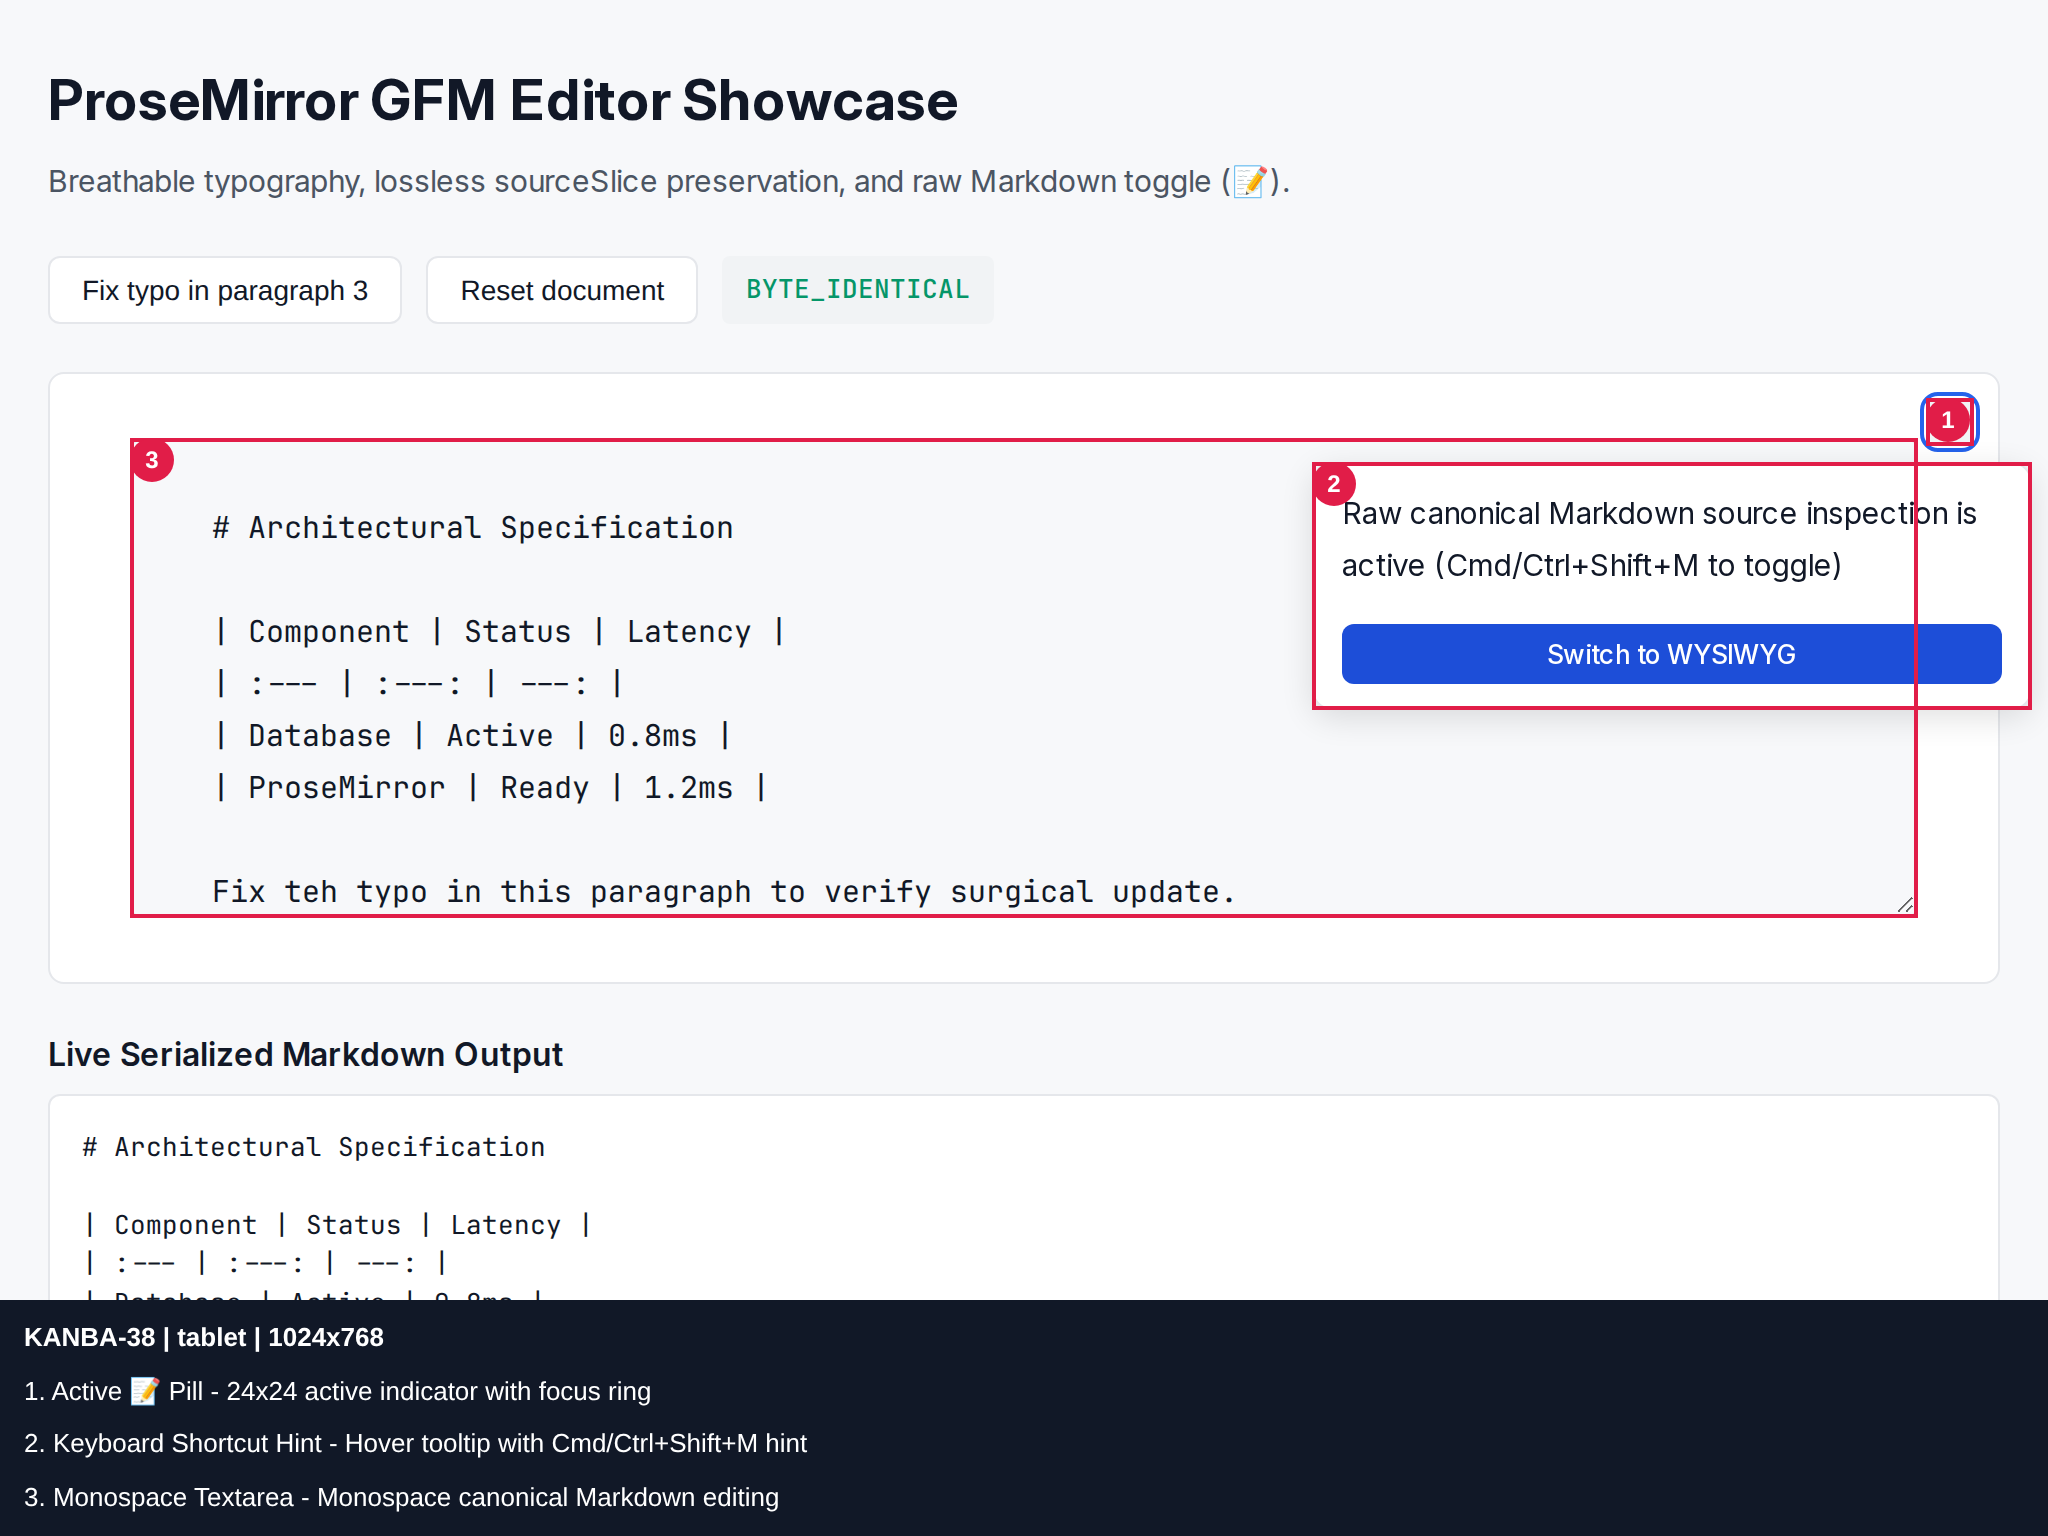 ProseMirror GFM Editor Showcase
Breathable typography, lossless sourceSlice preservation, and raw Markdown toggle (📝).
Fix typo in paragraph 3
Reset document
BYTE_IDENTICAL
1
3
2
# Architectural Specification
| Component | Status | Latency |
| :--- | :---: | ---: |
| Database | Active | 0.8ms |
| ProseMirror | Ready | 1.2ms |
Fix teh typo in this paragraph to verify surgical update.
Raw canonical Markdown source inspection is
active (Cmd/Ctrl+Shift+M to toggle)
Switch to WYSIWYG
Live Serialized Markdown Output
# Architectural Specification
| Component | Status | Latency |
| :--- | :---: | ---: |
| Database | Active | 0.8ms |
KANBA-38 | tablet | 1024x768
1. Active 📝 Pill - 24x24 active indicator with focus ring
2. Keyboard Shortcut Hint - Hover tooltip with Cmd/Ctrl+Shift+M hint
3. Monospace Textarea - Monospace canonical Markdown editing